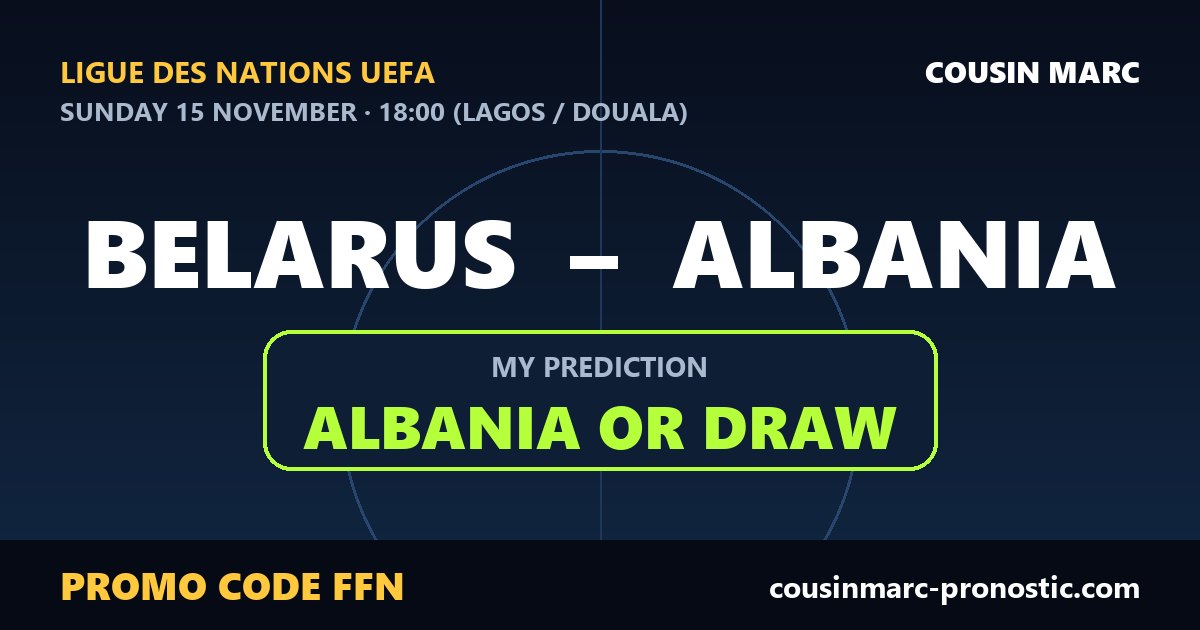 LIGUE DES NATIONS UEFA
COUSIN MARC
SUNDAY 15 NOVEMBER · 18:00 (LAGOS / DOUALA)
BELARUS – ALBANIA
MY PREDICTION
ALBANIA OR DRAW
PROMO CODE FFN
cousinmarc-pronostic.com